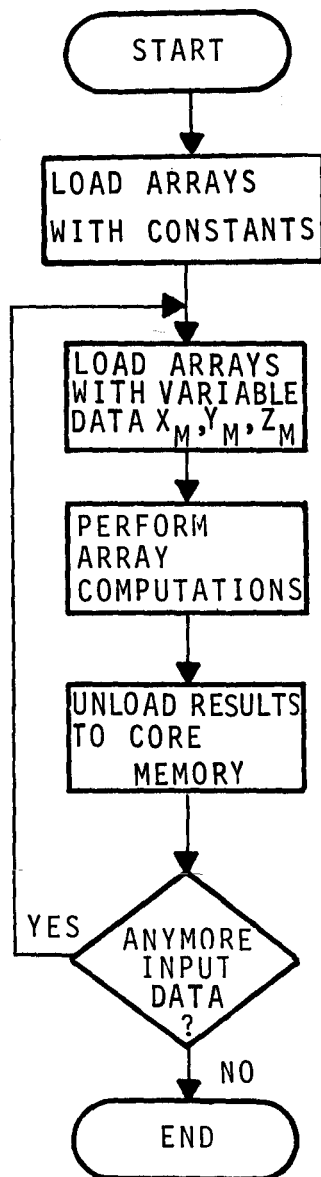 START
LOAD ARRAYS
WITH CONSTANTS
LOAD ARRAYS
WITH VARIABLE
DATA X_M, Y_M, Z_M
PERFORM
ARRAY
COMPUTATIONS
UNLOAD RESULTS
TO CORE
MEMORY
YES
ANYMORE
INPUT
DATA
?
NO
END